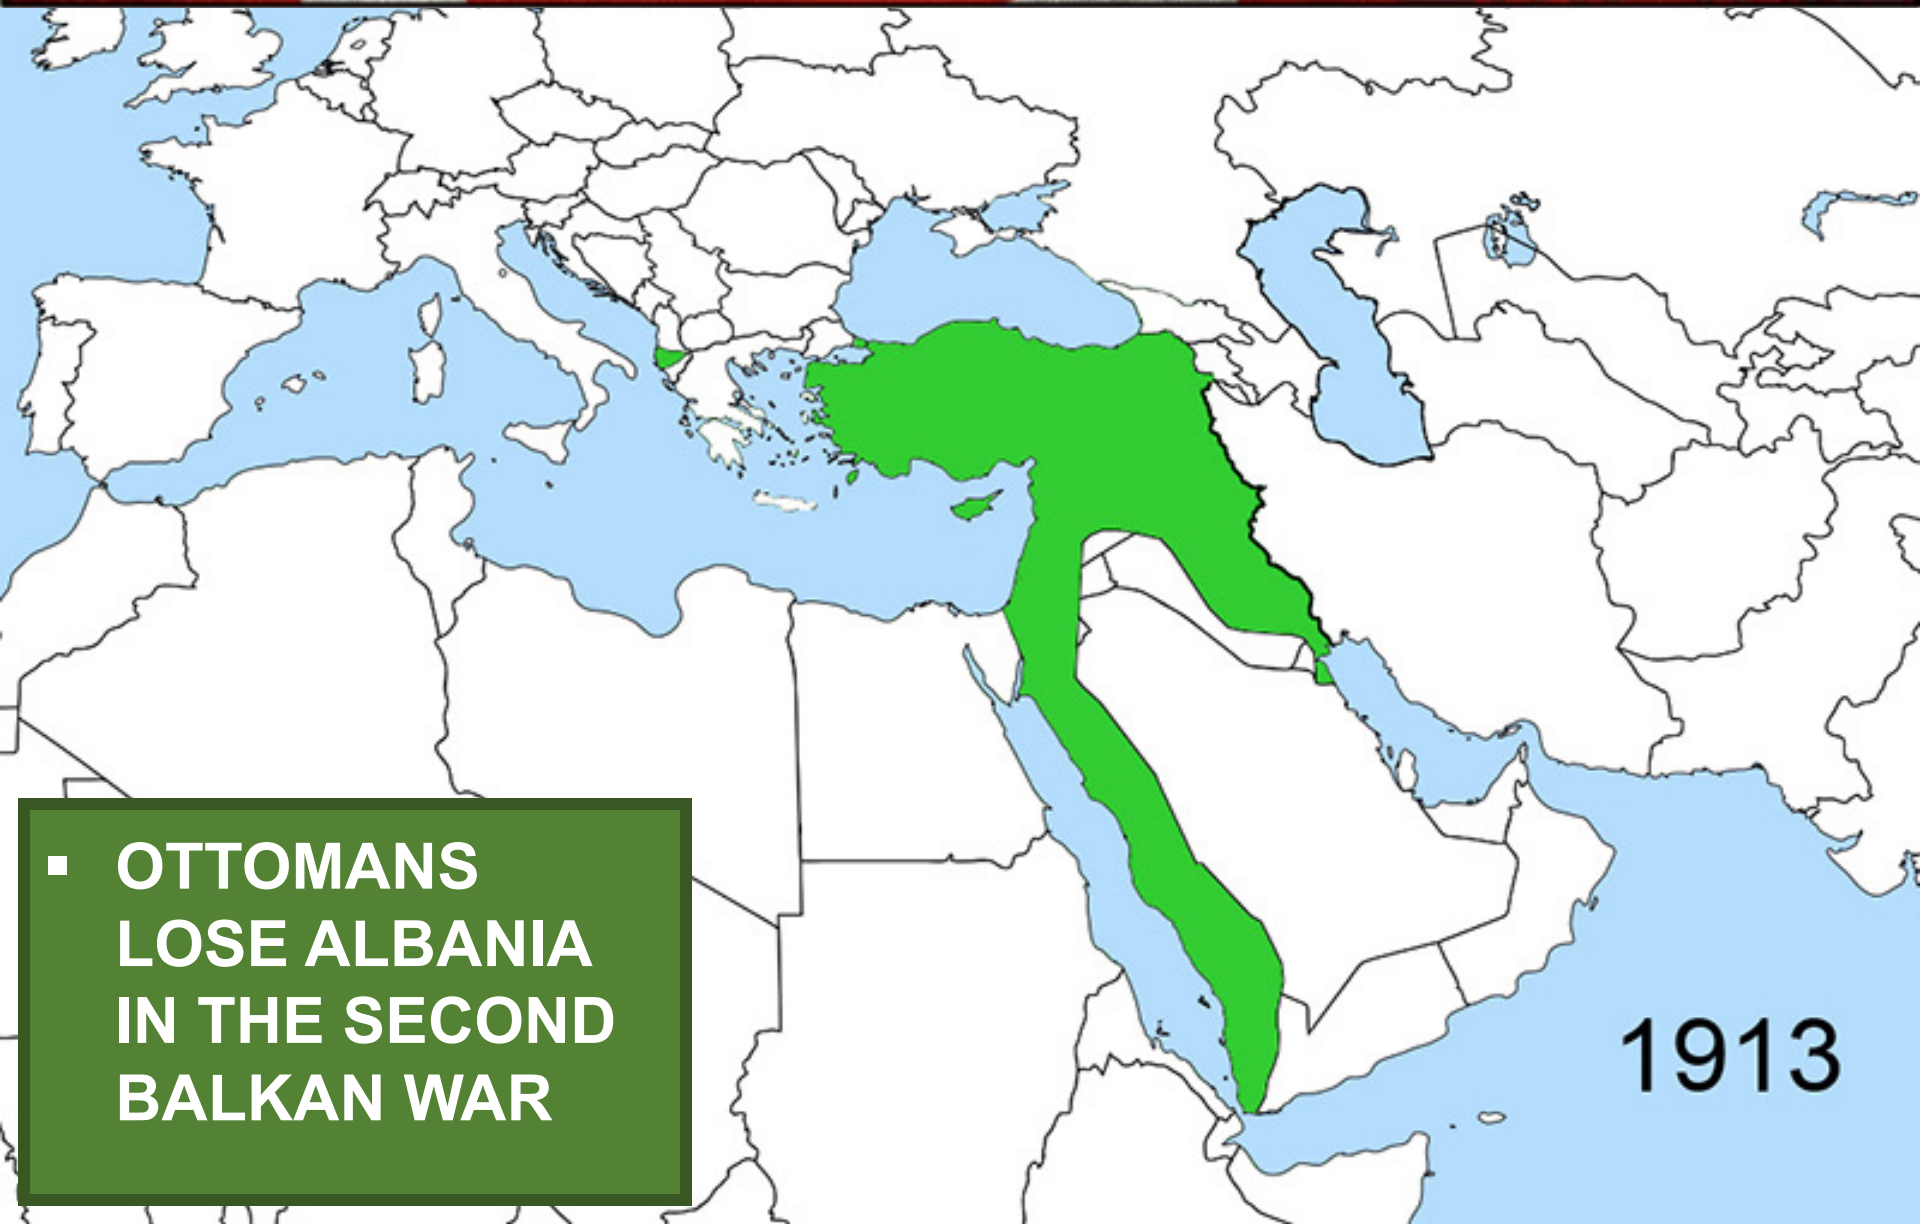 ▪ OTTOMANS
LOSE ALBANIA
IN THE SECOND
BALKAN WAR
1913